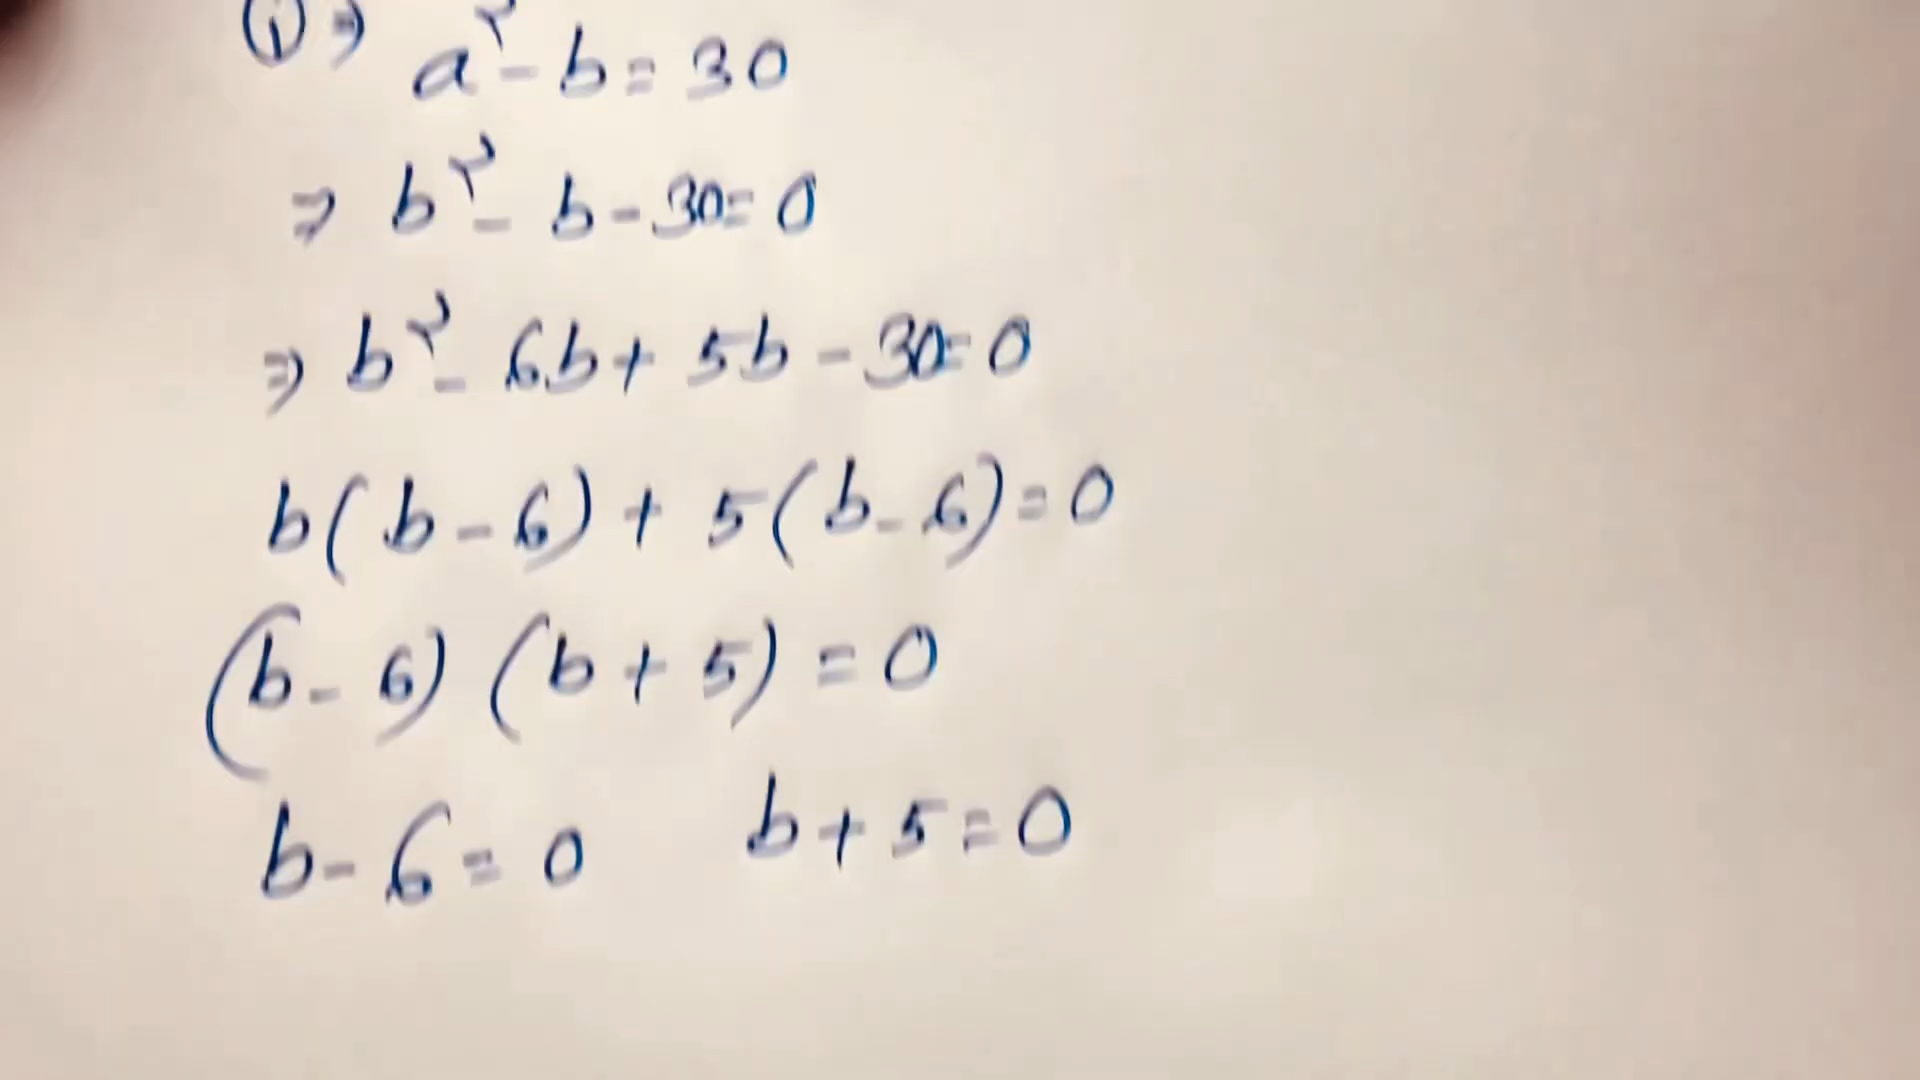 (i) ⇒ a² - b = 30
⇒ b² - b - 30 = 0
⇒ b² - 6b + 5b - 30 = 0
b(b - 6) + 5(b - 6) = 0
(b - 6) (b + 5) = 0
b - 6 = 0 b + 5 = 0